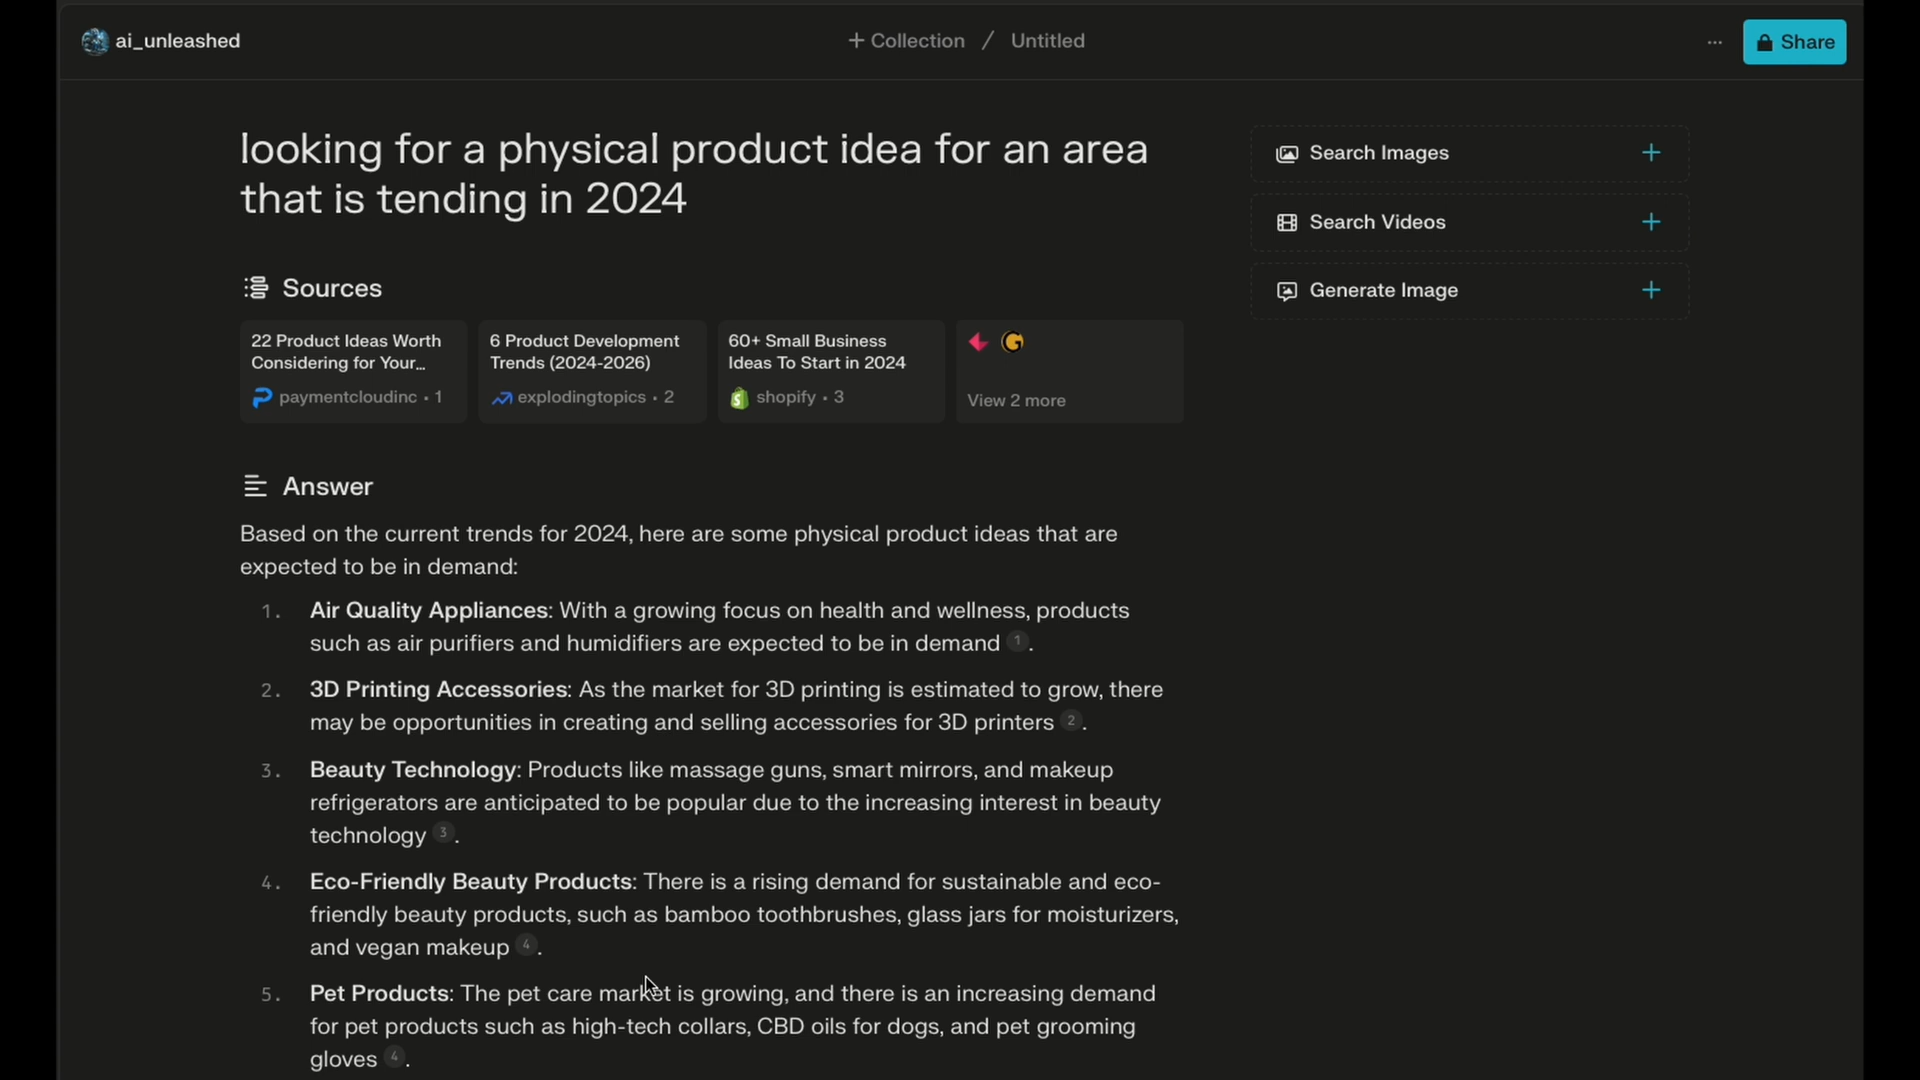 ai_unleashed
+ Collection / Untitled
... Share
looking for a physical product idea for an area
that is tending in 2024
Search Images +
Search Videos +
Generate Image +
Sources
22 Product Ideas Worth
Considering for Your...
paymentcloudinc • 1
6 Product Development
Trends (2024-2026)
explodingtopics • 2
60+ Small Business
Ideas To Start in 2024
shopify • 3
View 2 more
Answer
Based on the current trends for 2024, here are some physical product ideas that are
expected to be in demand:
1. Air Quality Appliances: With a growing focus on health and wellness, products
such as air purifiers and humidifiers are expected to be in demand 1.
2. 3D Printing Accessories: As the market for 3D printing is estimated to grow, there
may be opportunities in creating and selling accessories for 3D printers 2.
3. Beauty Technology: Products like massage guns, smart mirrors, and makeup
refrigerators are anticipated to be popular due to the increasing interest in beauty
technology 3.
4. Eco-Friendly Beauty Products: There is a rising demand for sustainable and eco-
friendly beauty products, such as bamboo toothbrushes, glass jars for moisturizers,
and vegan makeup 4.
5. Pet Products: The pet care market is growing, and there is an increasing demand
for pet products such as high-tech collars, CBD oils for dogs, and pet grooming
gloves 4.